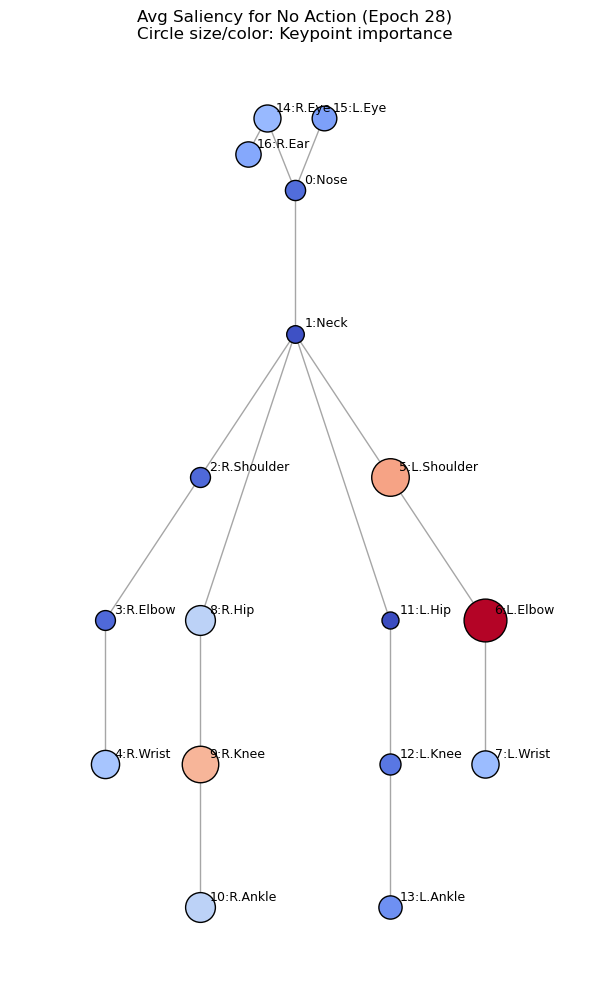 Avg Saliency for No Action (Epoch 28)
Circle size/color: Keypoint importance
14:R.Eye
15:L.Eye
16:R.Ear
0:Nose
1:Neck
2:R.Shoulder
5:L.Shoulder
3:R.Elbow
8:R.Hip
11:L.Hip
6:L.Elbow
4:R.Wrist
9:R.Knee
12:L.Knee
7:L.Wrist
10:R.Ankle
13:L.Ankle